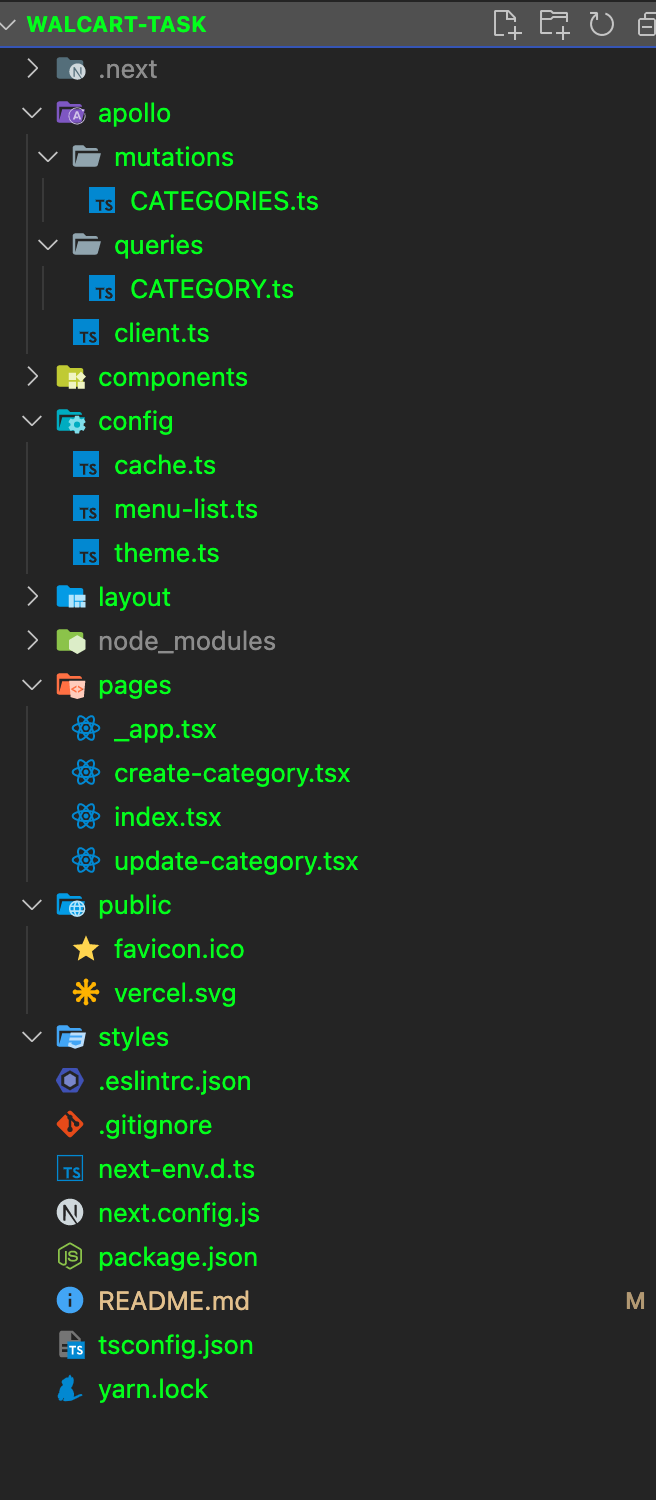 WALCART-TASK
.next
apollo
mutations
CATEGORIES.ts
queries
CATEGORY.ts
client.ts
components
config
cache.ts
menu-list.ts
theme.ts
layout
node_modules
pages
_app.tsx
create-category.tsx
index.tsx
update-category.tsx
public
favicon.ico
vercel.svg
styles
.eslintrc.json
.gitignore
next-env.d.ts
next.config.js
package.json
README.md M
tsconfig.json
yarn.lock